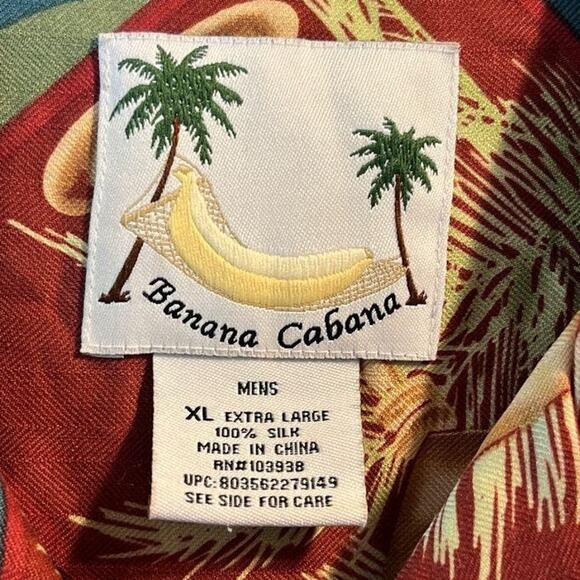 Banana Cabana
MENS
XL EXTRA LARGE
100% SILK
MADE IN CHINA
RN#103938
UPC:803562279149
SEE SIDE FOR CARE